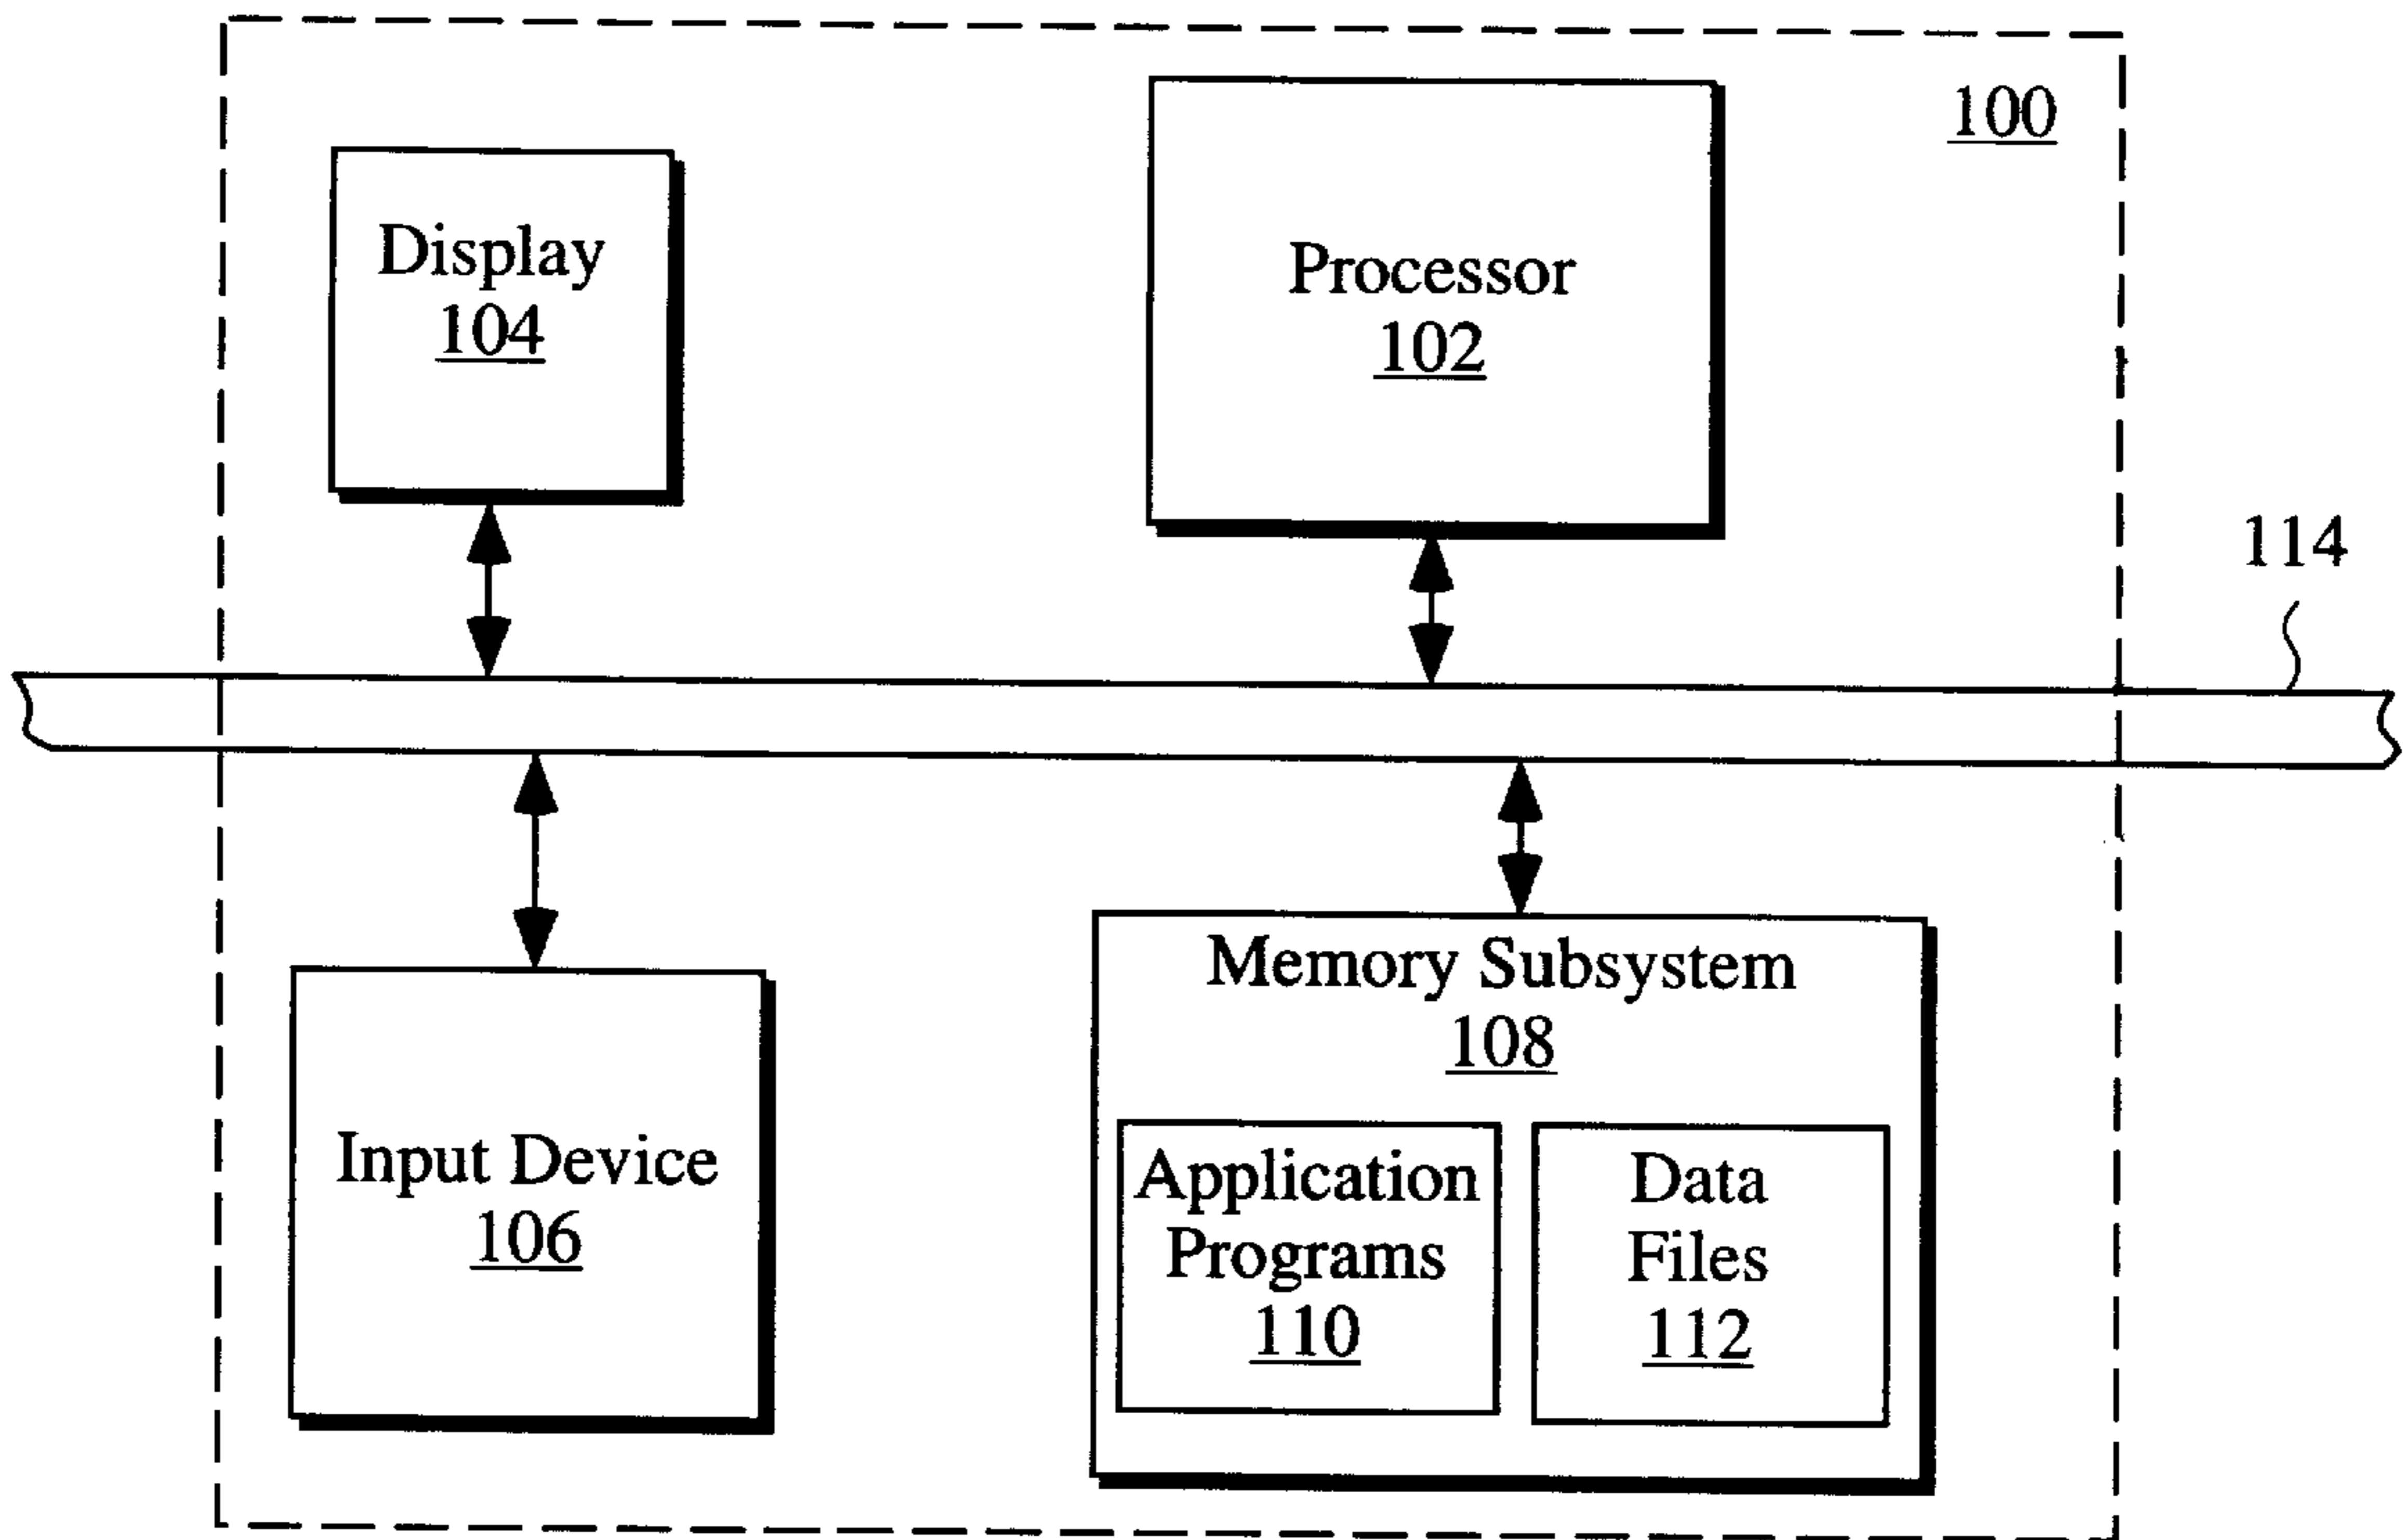 100
Display
104
Processor
102
114
Memory Subsystem
108
Input Device
106
Application
Programs
110
Data
Files
112